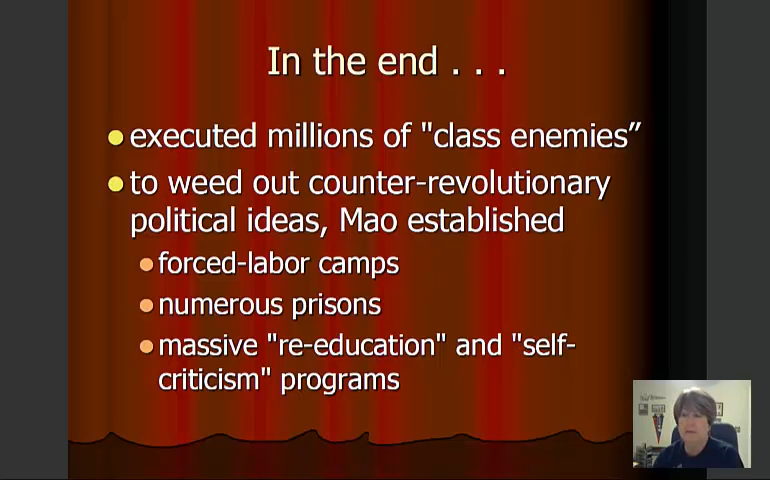 In the end . . .
executed millions of "class enemies”
to weed out counter-revolutionary
political ideas, Mao established
forced-labor camps
numerous prisons
massive "re-education" and "self-
criticism" programs